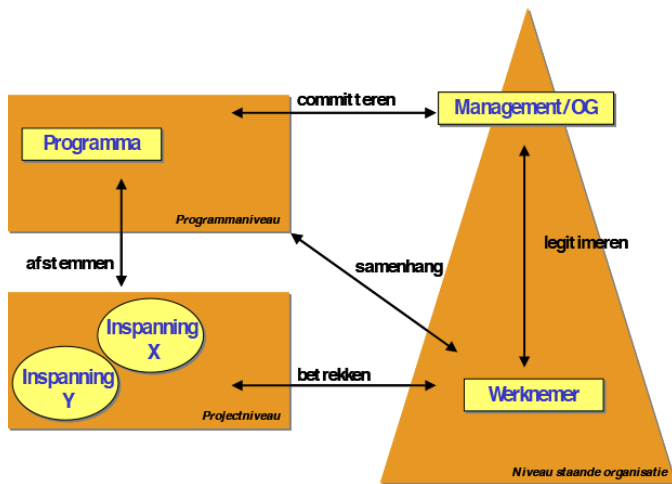 committeren
Management/OG
Programma
Programmaniveau
legitimeren
afstemmen
samenhang
Inspanning
X
Inspanning
Y
betrekken
Werknemer
Projectniveau
Niveau staande organisatie